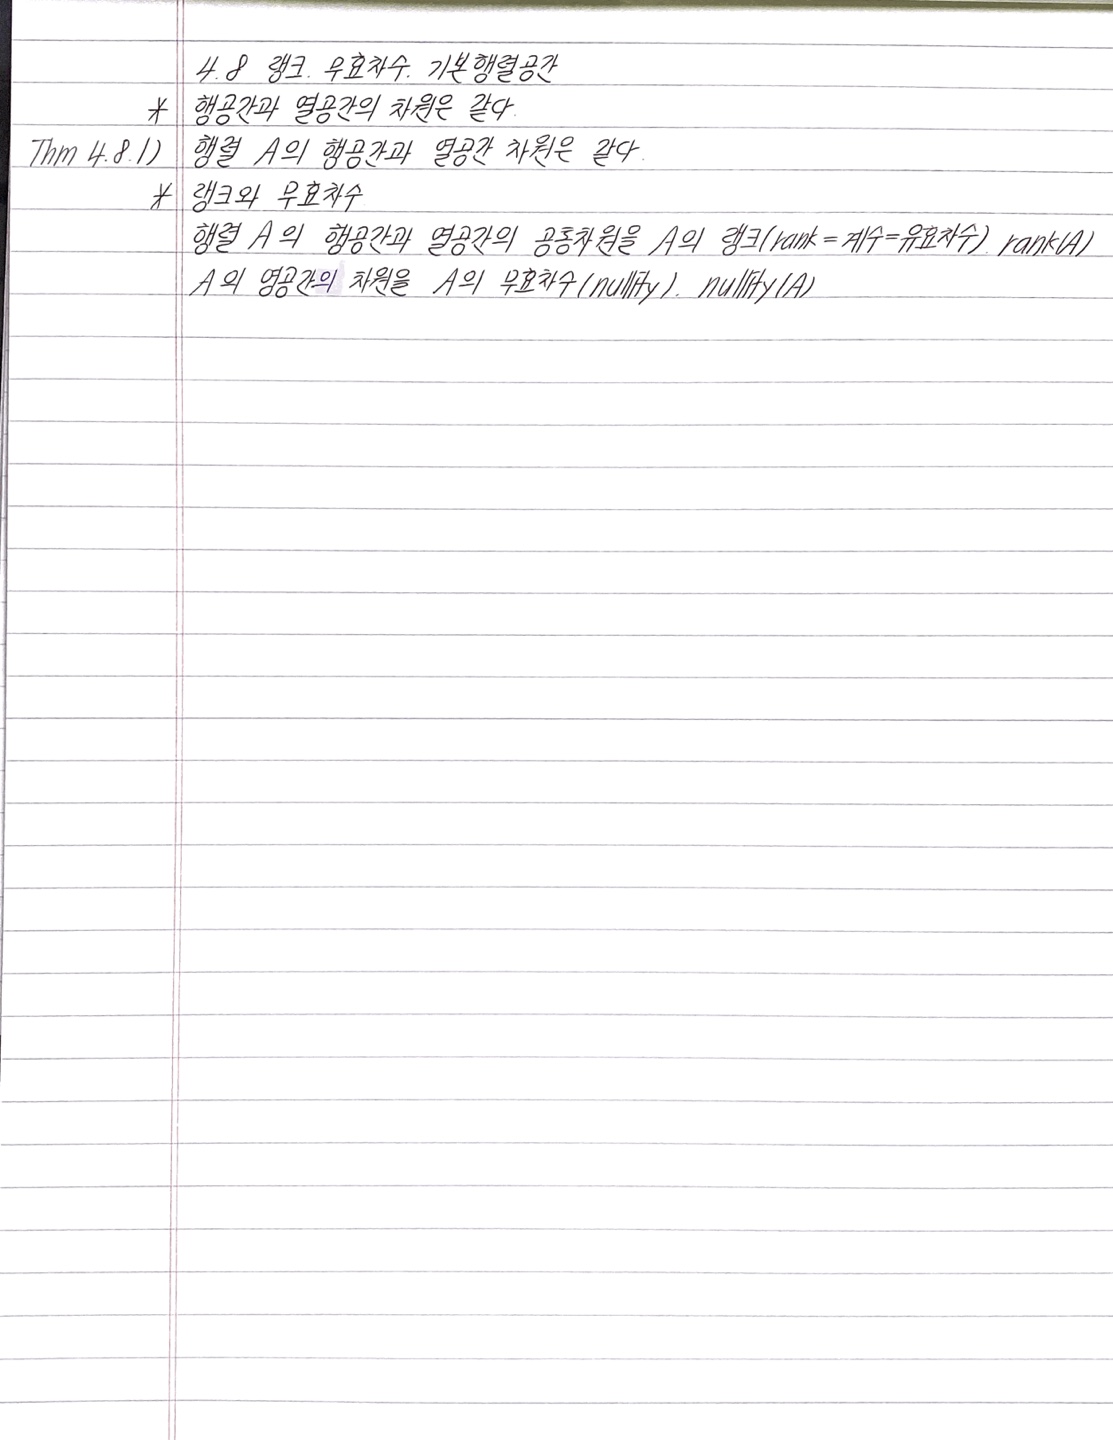 4.8 랭크. 무효차수. 기본행렬공간
* 행공간과 열공간의 차원은 같다.
Thm 4.8.1) 행렬 A의 행공간과 열공간 차원은 같다.
* 랭크와 무효차수
행렬 A의 행공간과 열공간의 공통차원을 A의 랭크(rank=계수=유효차수). rank(A)
A의 영공간의 차원을 A의 무효차수(nullity). nullity(A)